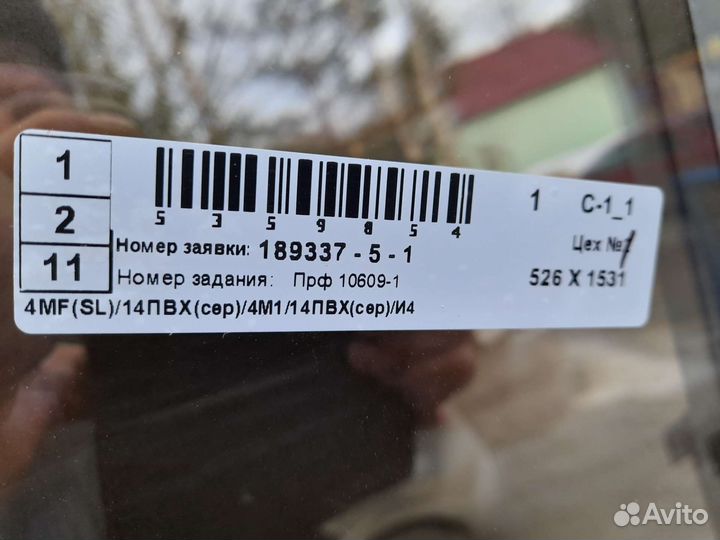 1
2
11
5 3 5 9 8 5 4
1 С-1_1
Номер заявки: 189337 - 5 - 1
Цех №
Номер задания: Прф 10609-1
526 X 1531
4MF(SL)/14ПВХ(сер)/4М1/14ПВХ(сер)/И4
Avito